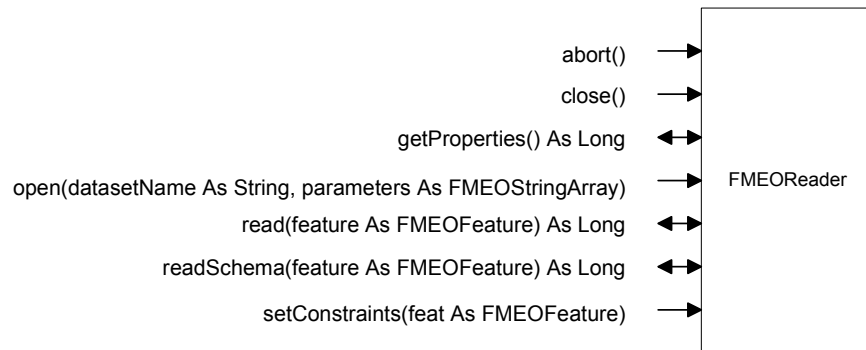 abort()
close()
getProperties() As Long
open(datasetName As String, parameters As FMEOStringArray)
FMEOReader
read(feature As FMEOFeature) As Long
readSchema(feature As FMEOFeature) As Long
setConstraints(feat As FMEOFeature)